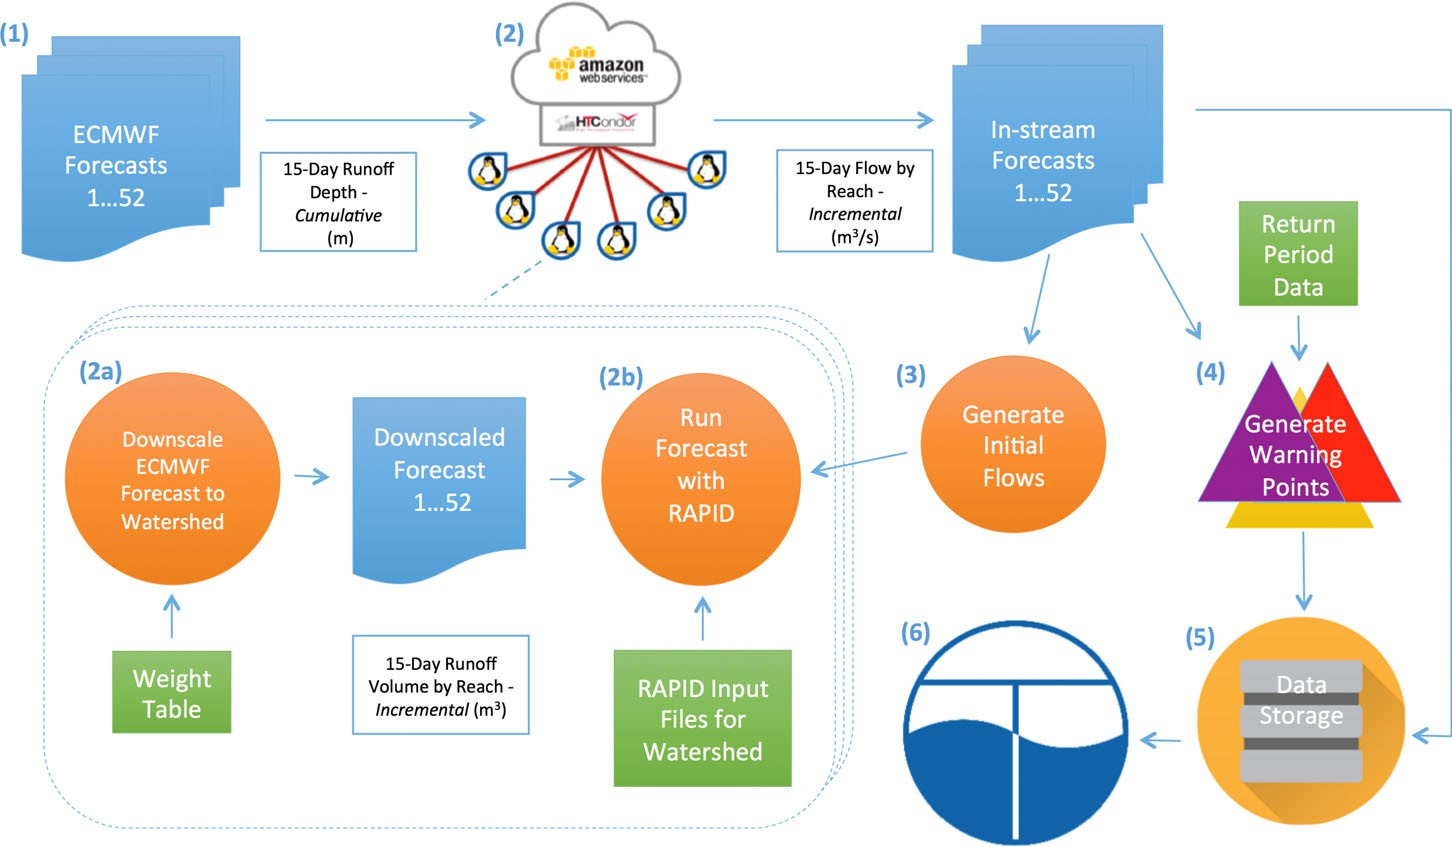 (1)
ECMWF
Forecasts
1...52
15-Day Runoff
Depth -
Cumulative
(m)
(2)
amazon
webservices™
HTCondor
15-Day Flow by
Reach -
Incremental
(m³/s)
In-stream
Forecasts
1...52
Return
Period
Data
(2a)
Downscale
ECMWF
Forecast to
Watershed
Weight
Table
Downscaled
Forecast
1...52
15-Day Runoff
Volume by Reach -
Incremental (m³)
(2b)
Run
Forecast
with
RAPID
RAPID Input
Files for
Watershed
(3)
Generate
Initial
Flows
(4)
Generate
Warning
Points
(5)
Data
Storage
(6)